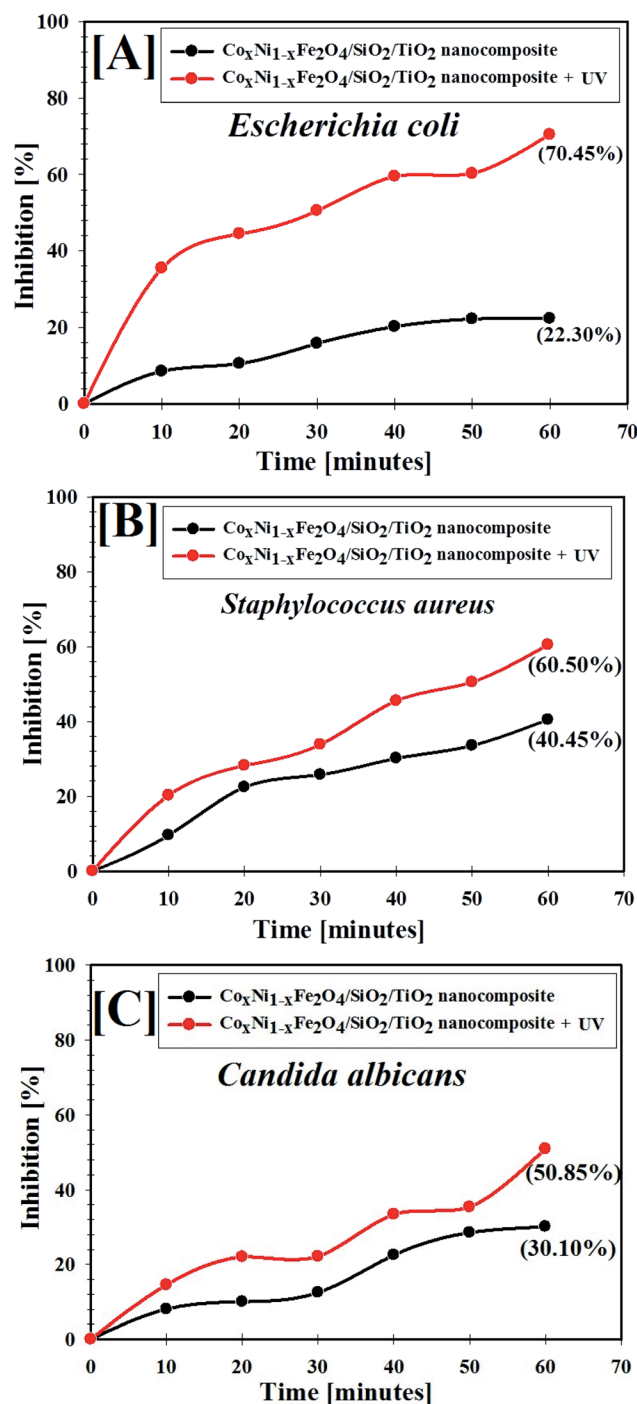 [A]
CoxNi1-xFe2O4/SiO2/TiO2 nanocomposite
CoxNi1-xFe2O4/SiO2/TiO2 nanocomposite + UV
Escherichia coli
(70.45%)
(22.30%)
Inhibition [%]
100
80
60
40
20
0
0 10 20 30 40 50 60 70
Time [minutes]
[B]
CoxNi1-xFe2O4/SiO2/TiO2 nanocomposite
CoxNi1-xFe2O4/SiO2/TiO2 nanocomposite + UV
Staphylococcus aureus
(60.50%)
(40.45%)
Inhibition [%]
100
80
60
40
20
0
0 10 20 30 40 50 60 70
Time [minutes]
[C]
CoxNi1-xFe2O4/SiO2/TiO2 nanocomposite
CoxNi1-xFe2O4/SiO2/TiO2 nanocomposite + UV
Candida albicans
(50.85%)
(30.10%)
Inhibition [%]
100
80
60
40
20
0
0 10 20 30 40 50 60 70
Time [minutes]